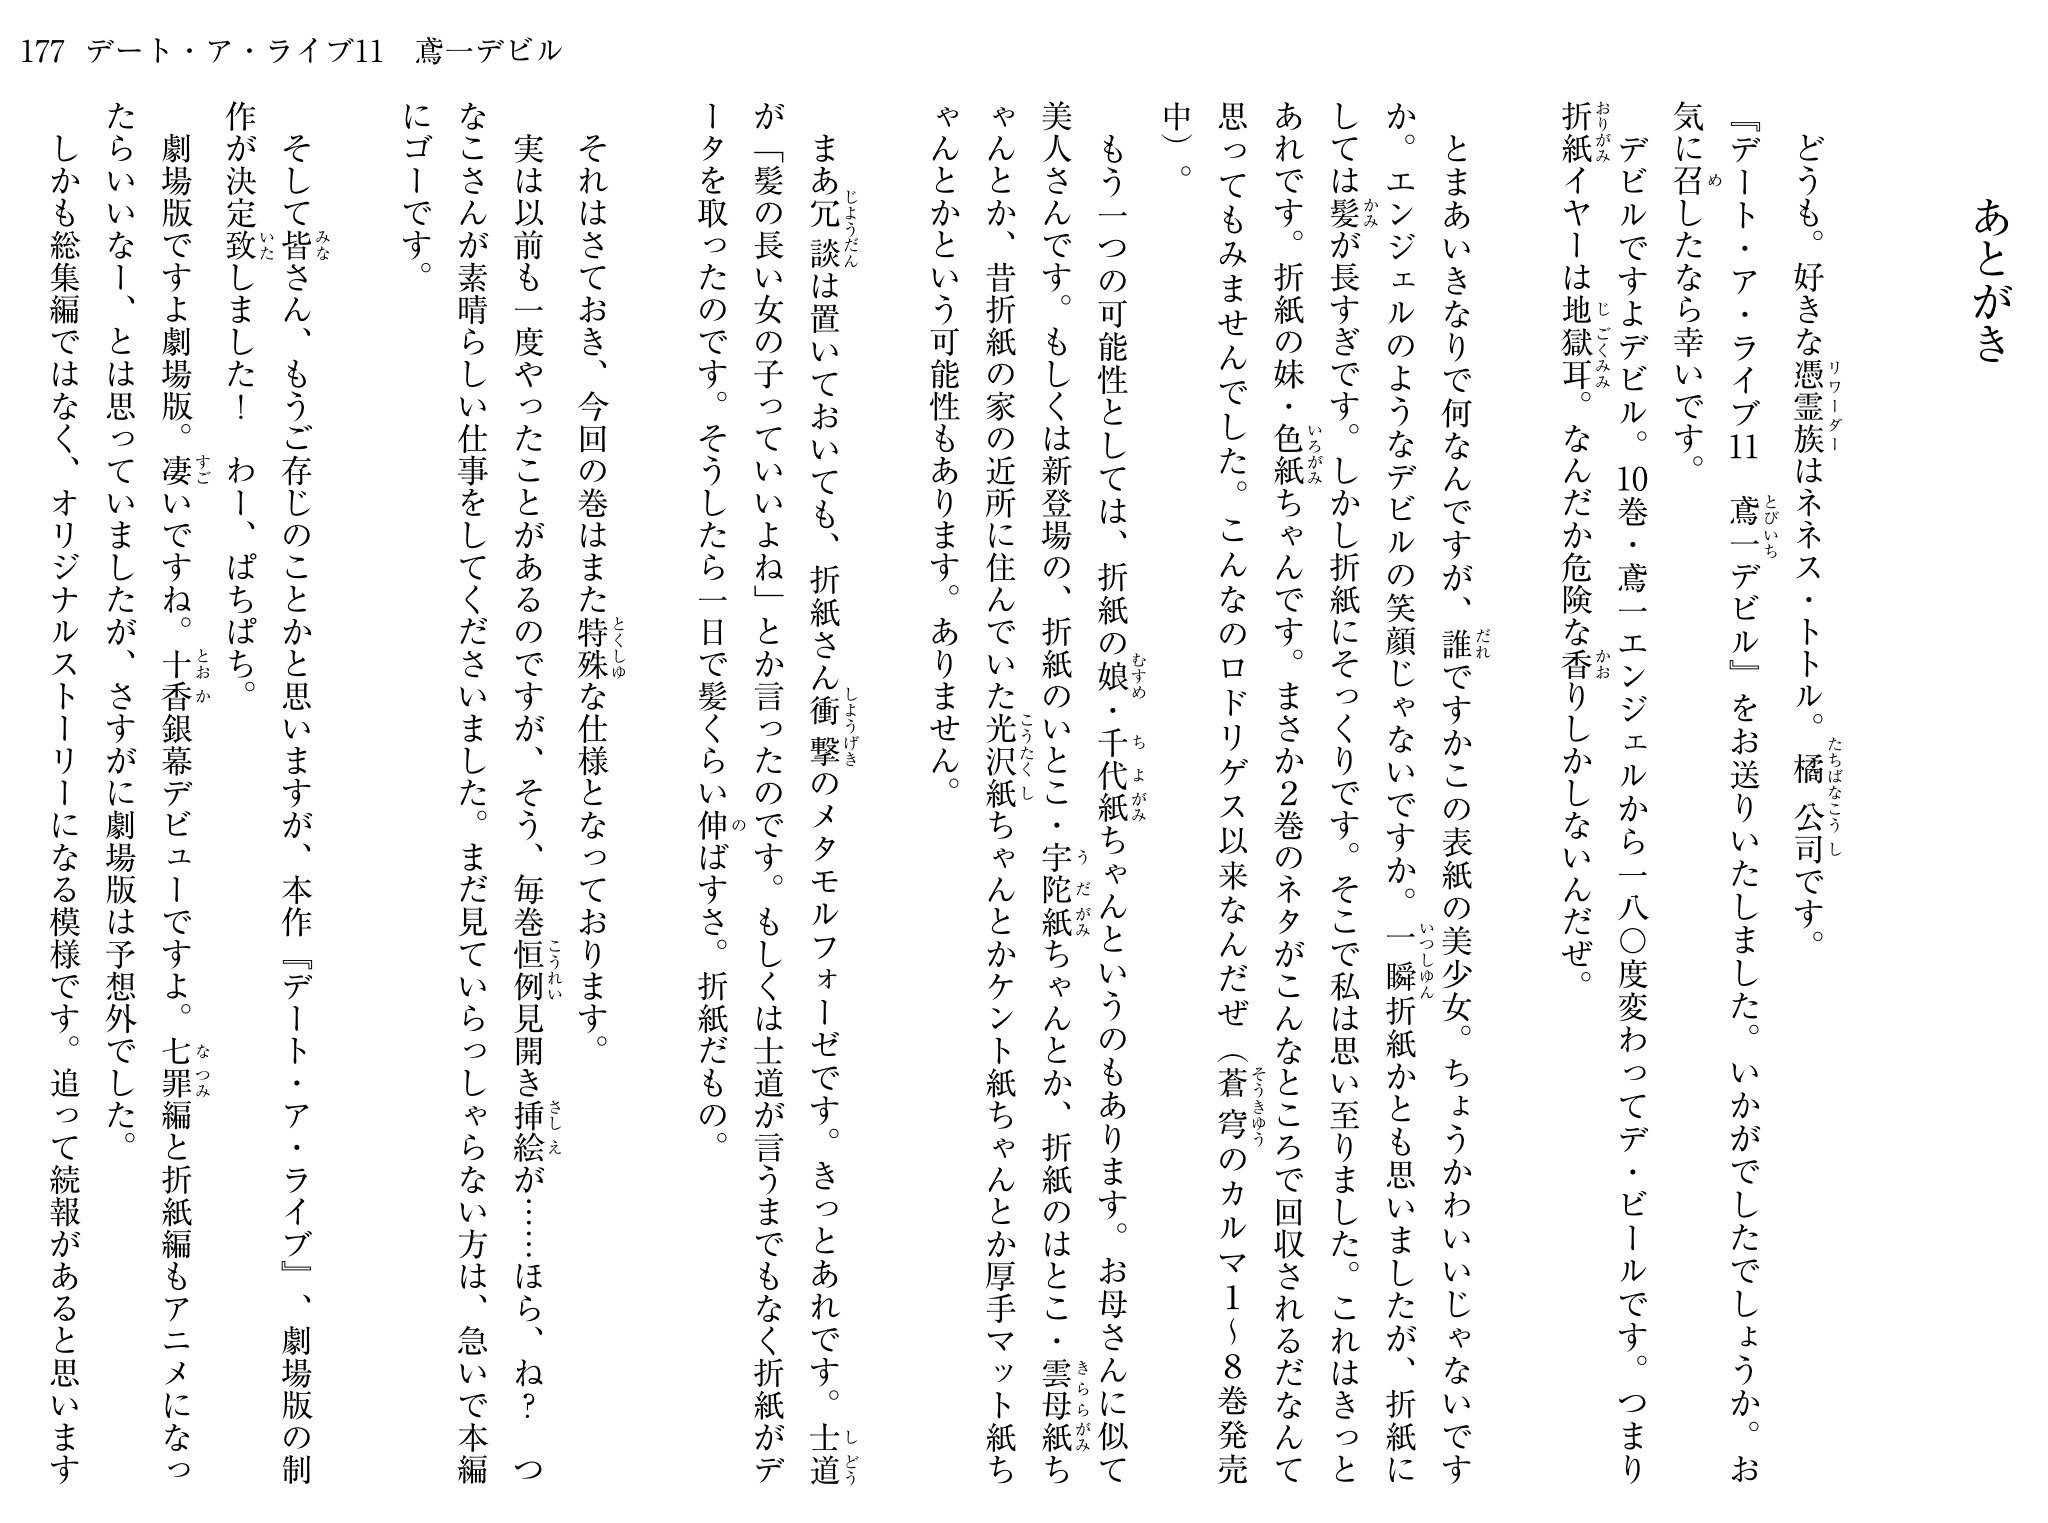 177 デート・ア・ライブ11　鳶一デビル
あとがき
どうも。好きな憑霊族はネネス・トトル。橘 公司です。
『デート・ア・ライブ11　鳶一デビル』をお送りいたしました。いかがでしたでしょうか。お
気に召したなら幸いです。
デビルですよデビル。10巻・鳶一エンジェルから一八〇度変わってデ・ビールです。つまり
折紙イヤーは地獄耳。なんだか危険な香りしかしないんだぜ。
とまあいきなりで何なんですが、誰ですかこの表紙の美少女。ちょうかわいいじゃないです
か。エンジェルのようなデビルの笑顔じゃないですか。一瞬折紙かとも思いましたが、折紙に
しては髪が長すぎです。しかし折紙にそっくりです。そこで私は思い至りました。これはきっと
あれです。折紙の妹・色紙ちゃんです。まさか2巻のネタがこんなところで回収されるだなんて
思ってもみませんでした。こんなのロドリゲス以来なんだぜ（蒼穹のカルマ1～8巻発売
中）。
もう一つの可能性としては、折紙の娘・千代紙ちゃんというのもあります。お母さんに似て
美人さんです。もしくは新登場の、折紙のいとこ・宇陀紙ちゃんとか、折紙のはとこ・雲母紙ち
ゃんとか、昔折紙の家の近所に住んでいた光沢紙ちゃんとかケント紙ちゃんとか厚手マット紙ち
ゃんとかという可能性もあります。ありません。
まあ冗談は置いておいても、折紙さん衝撃のメタモルフォーゼです。きっとあれです。士道
が「髪の長い女の子っていいよね」とか言ったのです。もしくは士道が言うまでもなく折紙がデ
ータを取ったのです。そうしたら一日で髪くらい伸ばすさ。折紙だもの。
それはさておき、今回の巻はまた特殊な仕様となっております。
実は以前も一度やったことがあるのですが、そう、毎巻恒例見開き挿絵が……ほら、ね？　つ
なこさんが素晴らしい仕事をしてくださいました。まだ見ていらっしゃらない方は、急いで本編
にゴーです。
そして皆さん、もうご存じのことかと思いますが、本作『デート・ア・ライブ』、劇場版の制
作が決定致しました！　わー、ぱちぱち。
劇場版ですよ劇場版。凄いですね。十香銀幕デビューですよ。七罪編と折紙編もアニメになっ
たらいいなー、とは思っていましたが、さすがに劇場版は予想外でした。
しかも総集編ではなく、オリジナルストーリーになる模様です。追って続報があると思います